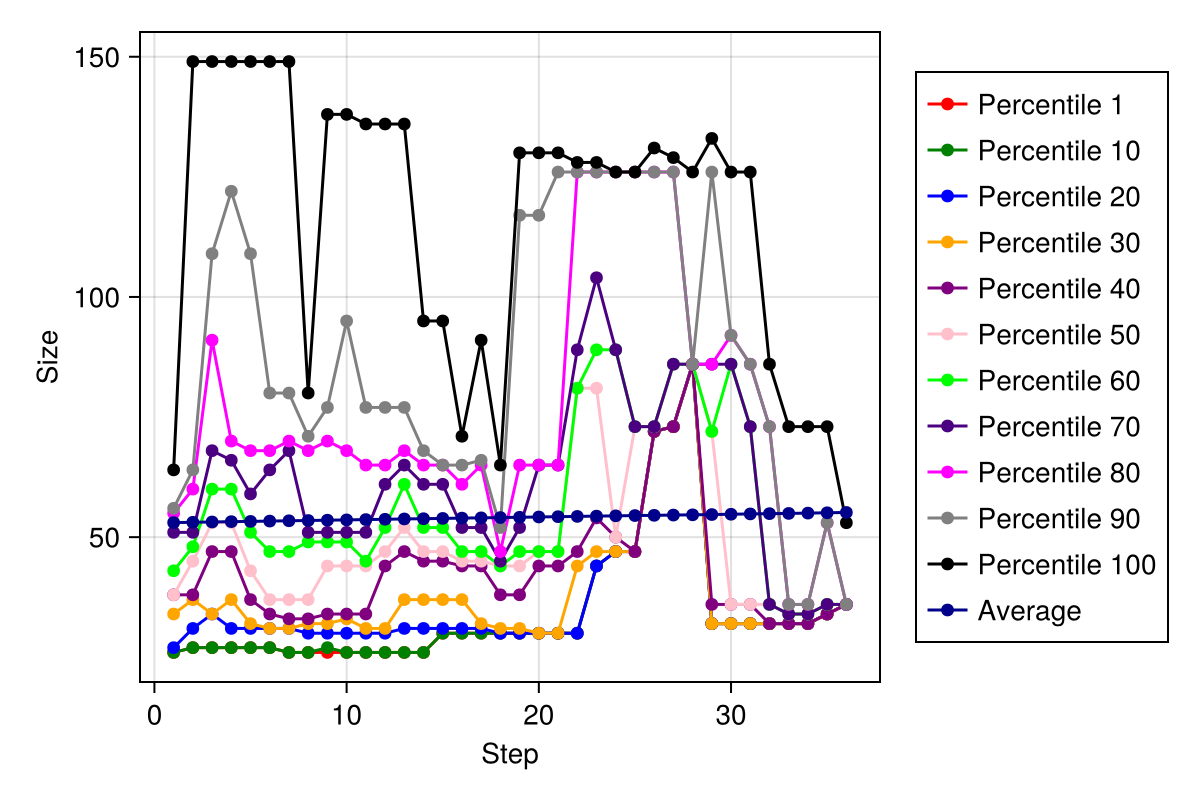 150
100
50
Size
0
10
20
30
Step
Percentile 1
Percentile 10
Percentile 20
Percentile 30
Percentile 40
Percentile 50
Percentile 60
Percentile 70
Percentile 80
Percentile 90
Percentile 100
Average